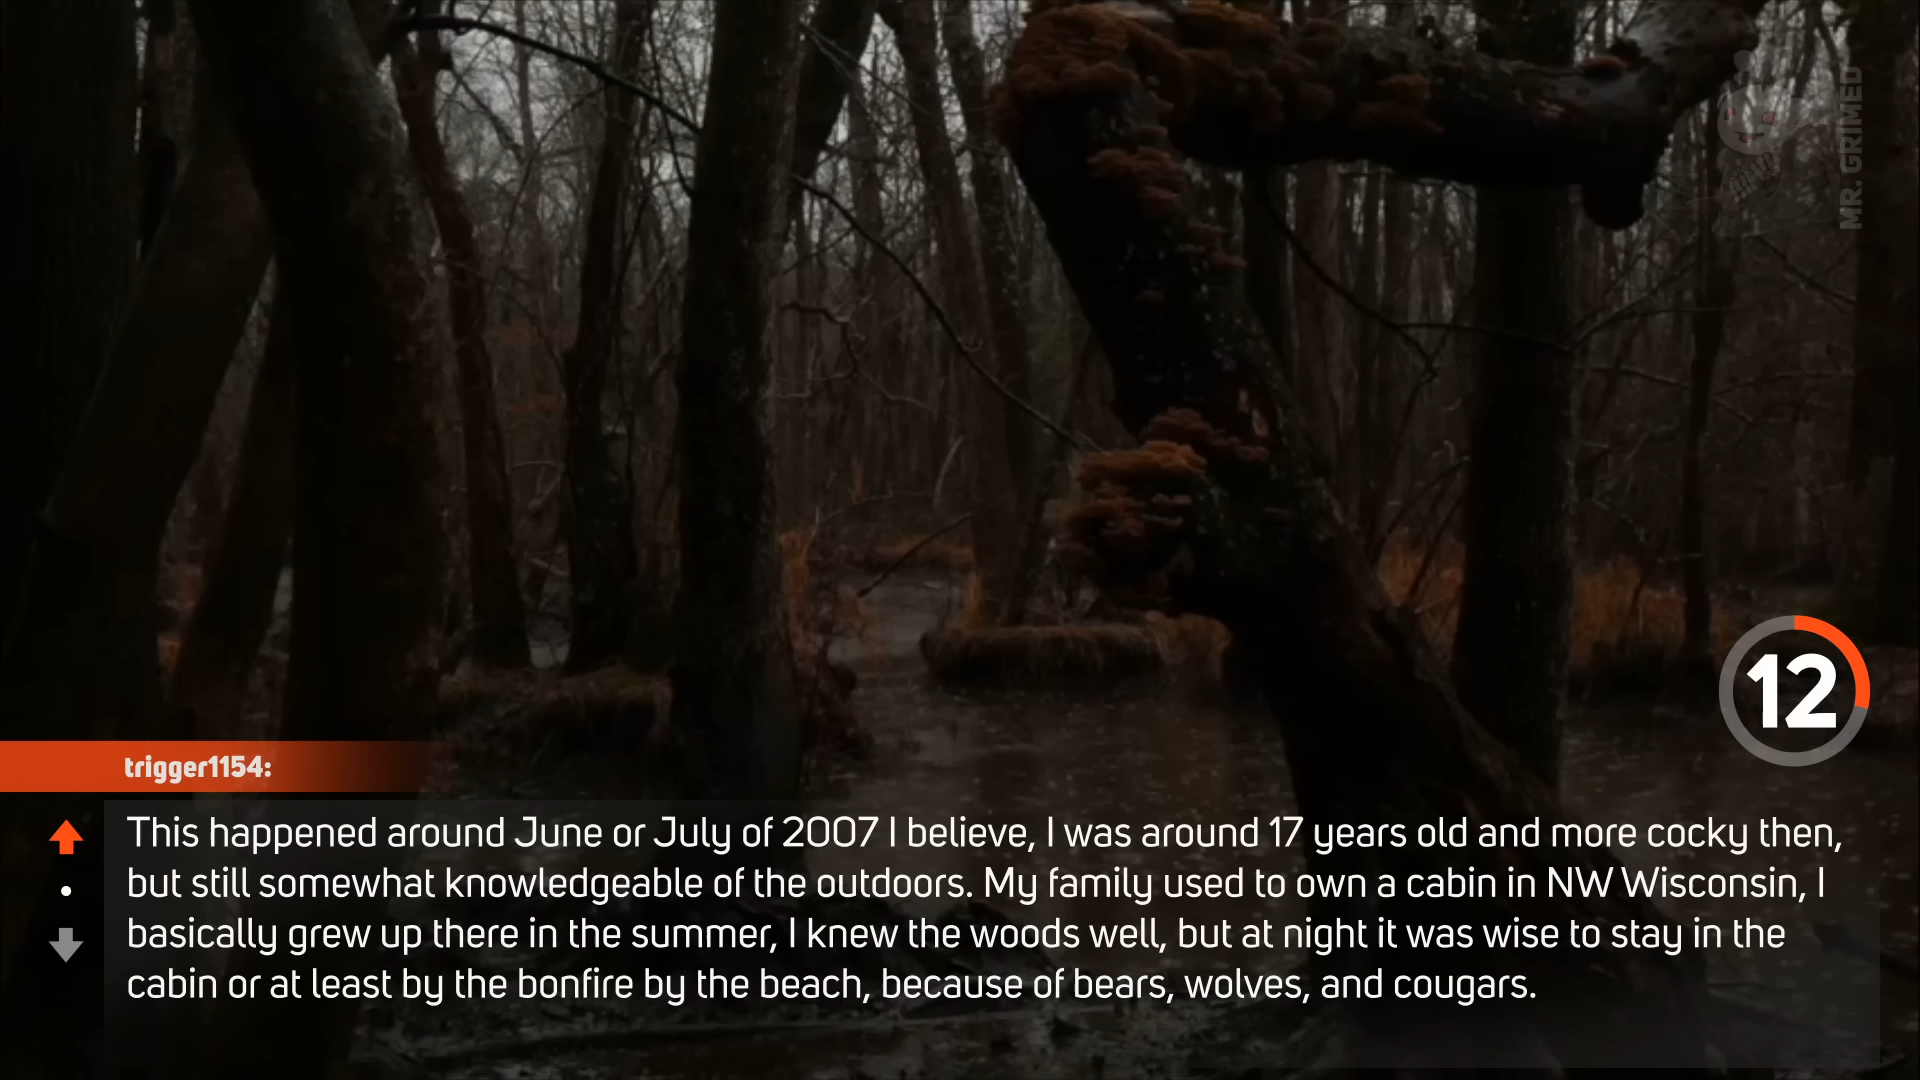 MR. GRIMED
12
trigger1154:
This happened around June or July of 2007 I believe, I was around 17 years old and more cocky then,
but still somewhat knowledgeable of the outdoors. My family used to own a cabin in NW Wisconsin, I
basically grew up there in the summer, I knew the woods well, but at night it was wise to stay in the
cabin or at least by the bonfire by the beach, because of bears, wolves, and cougars.